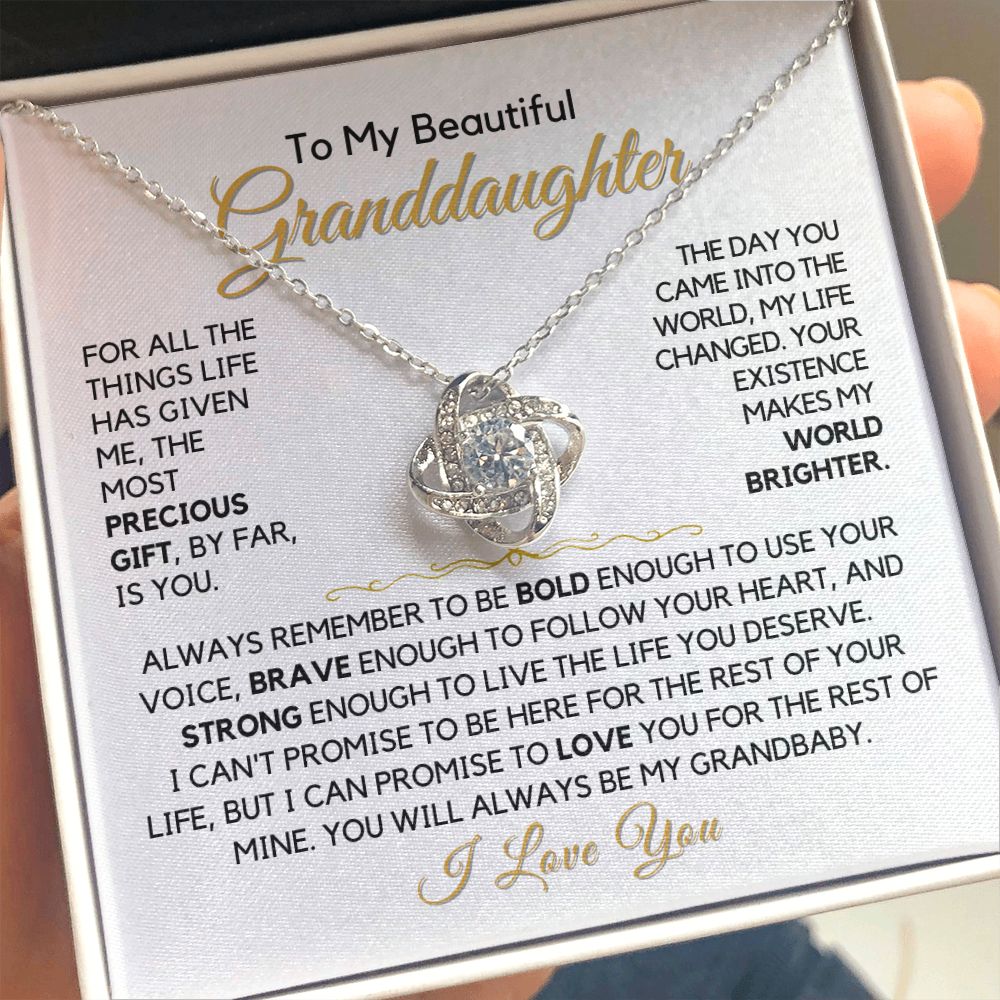 To My Beautiful
Granddaughter
FOR ALL THE
THINGS LIFE
HAS GIVEN
ME, THE
MOST
PRECIOUS
GIFT, BY FAR,
IS YOU.
THE DAY YOU
CAME INTO THE
WORLD, MY LIFE
CHANGED. YOUR
EXISTENCE
MAKES MY
WORLD
BRIGHTER.
ALWAYS REMEMBER TO BE BOLD ENOUGH TO USE YOUR
VOICE, BRAVE ENOUGH TO FOLLOW YOUR HEART, AND
STRONG ENOUGH TO LIVE THE LIFE YOU DESERVE.
I CAN'T PROMISE TO BE HERE FOR THE REST OF YOUR
LIFE, BUT I CAN PROMISE TO LOVE YOU FOR THE REST OF
MINE. YOU WILL ALWAYS BE MY GRANDBABY.
I Love You